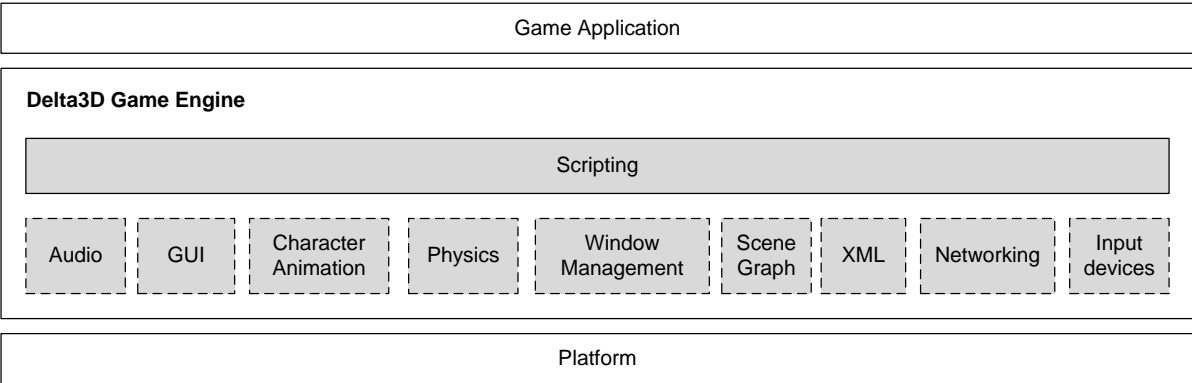 Game Application
Delta3D Game Engine
Scripting
Audio
GUI
Character
Animation
Physics
Window
Management
Scene
Graph
XML
Networking
Input
devices
Platform